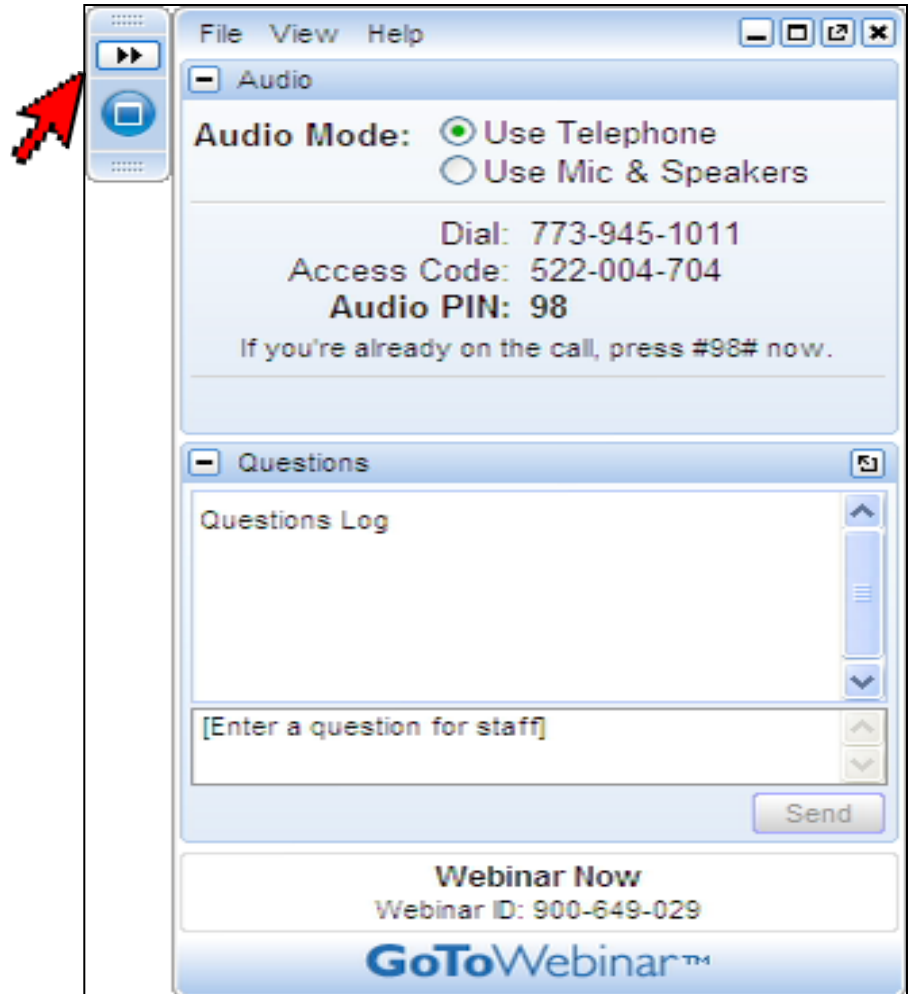 File View Help
Audio
Audio Mode: Use Telephone
Use Mic & Speakers
Dial: 773-945-1011
Access Code: 522-004-704
Audio PIN: 98
If you're already on the call, press #98# now.
Questions
Questions Log
[Enter a question for staff]
Send
Webinar Now
Webinar ID: 900-649-029
GoToWebinar™